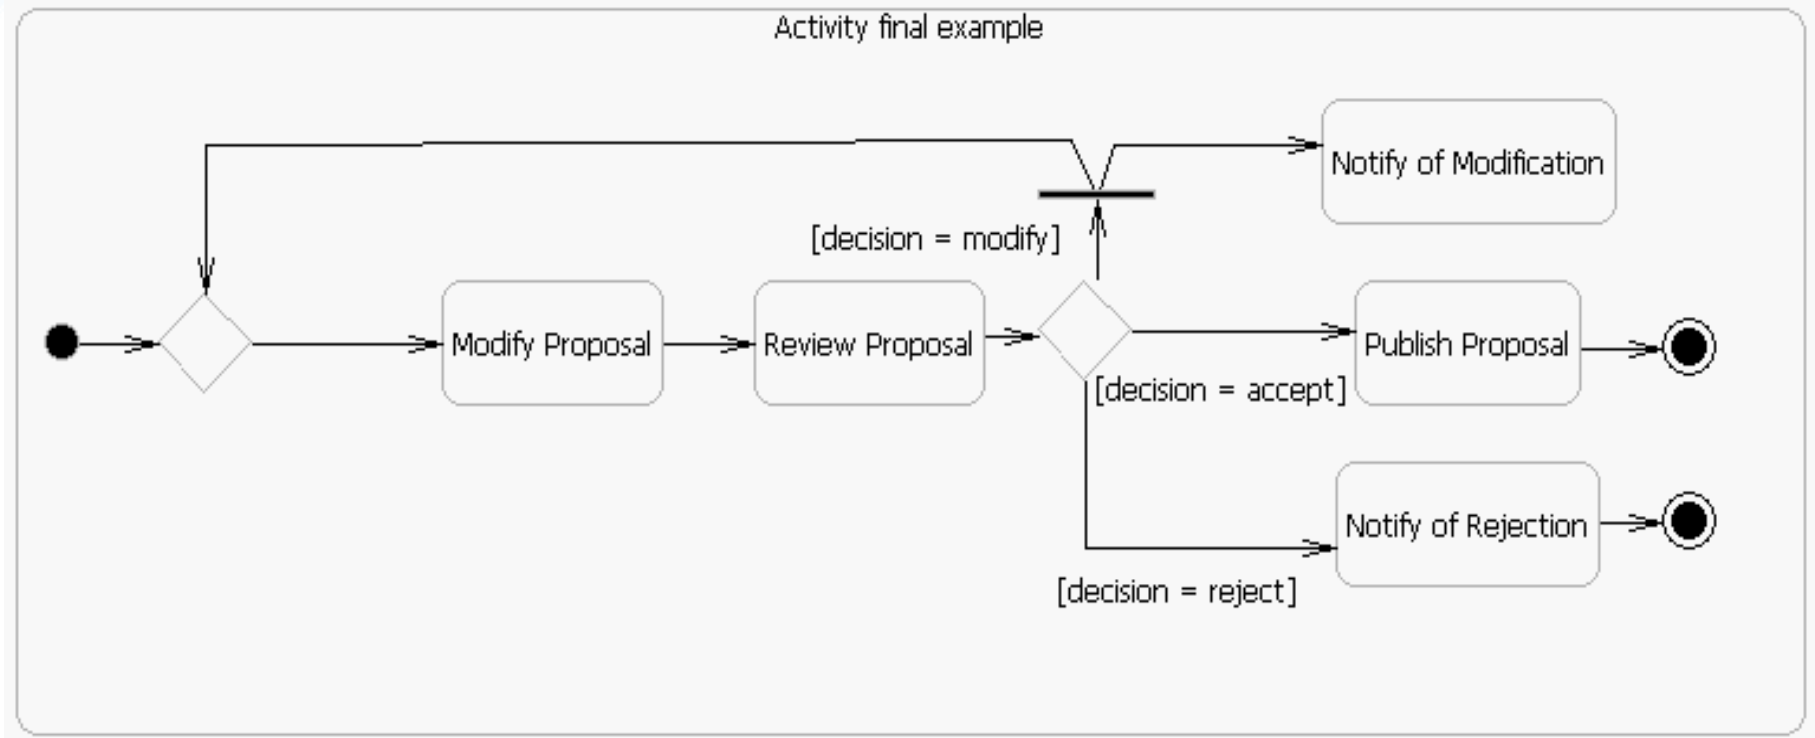 Activity final example
Notify of Modification
[decision = modify]
Modify Proposal
Review Proposal
Publish Proposal
[decision = accept]
Notify of Rejection
[decision = reject]